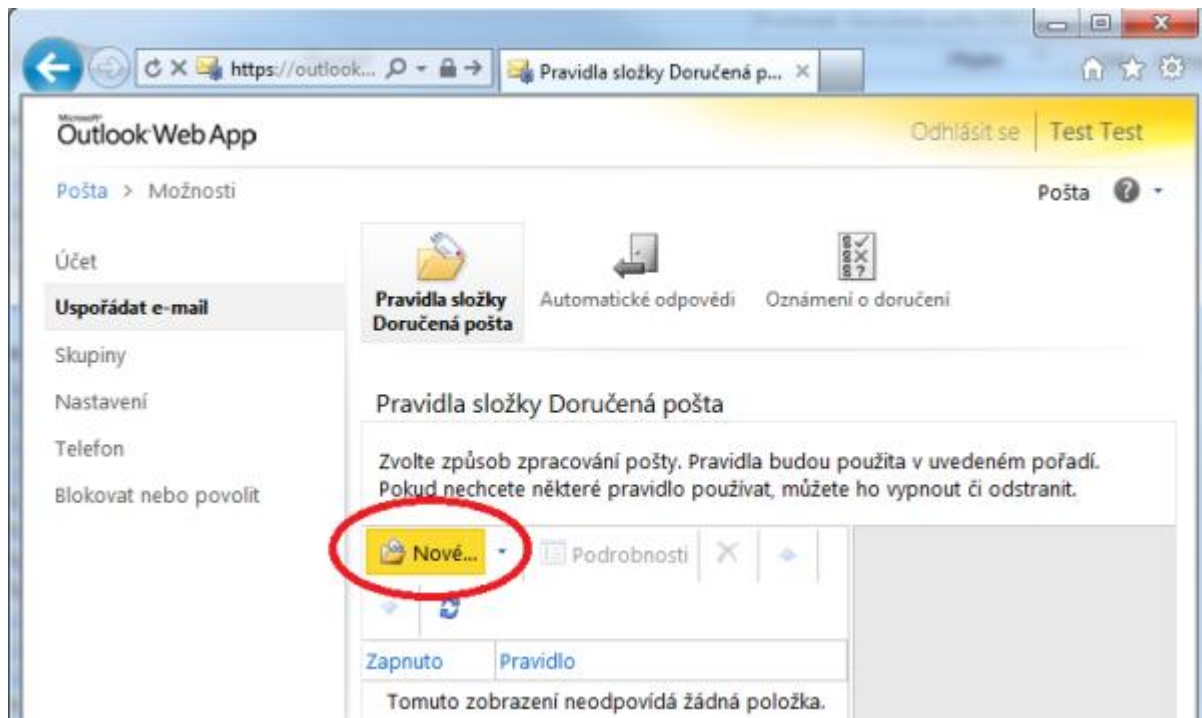 https://outlo​ok...
Pravidla složky Doručená p...
Microsoft
Outlook Web App
Odhlásit se
Test Test
Pošta > Možnosti
Pošta
Účet
Uspořádat e-mail
Skupiny
Nastavení
Telefon
Blokovat nebo povolit
Pravidla složky
Doručená pošta
Automatické odpovědi
Oznámení o doručení
Pravidla složky Doručená pošta
Zvolte způsob zpracování pošty. Pravidla budou použita v uvedeném pořadí.
Pokud nechcete některé pravidlo používat, můžete ho vypnout či odstranit.
Nové...
Podrobnosti
Zapnuto
Pravidlo
Tomuto zobrazení neodpovídá žádná položka.